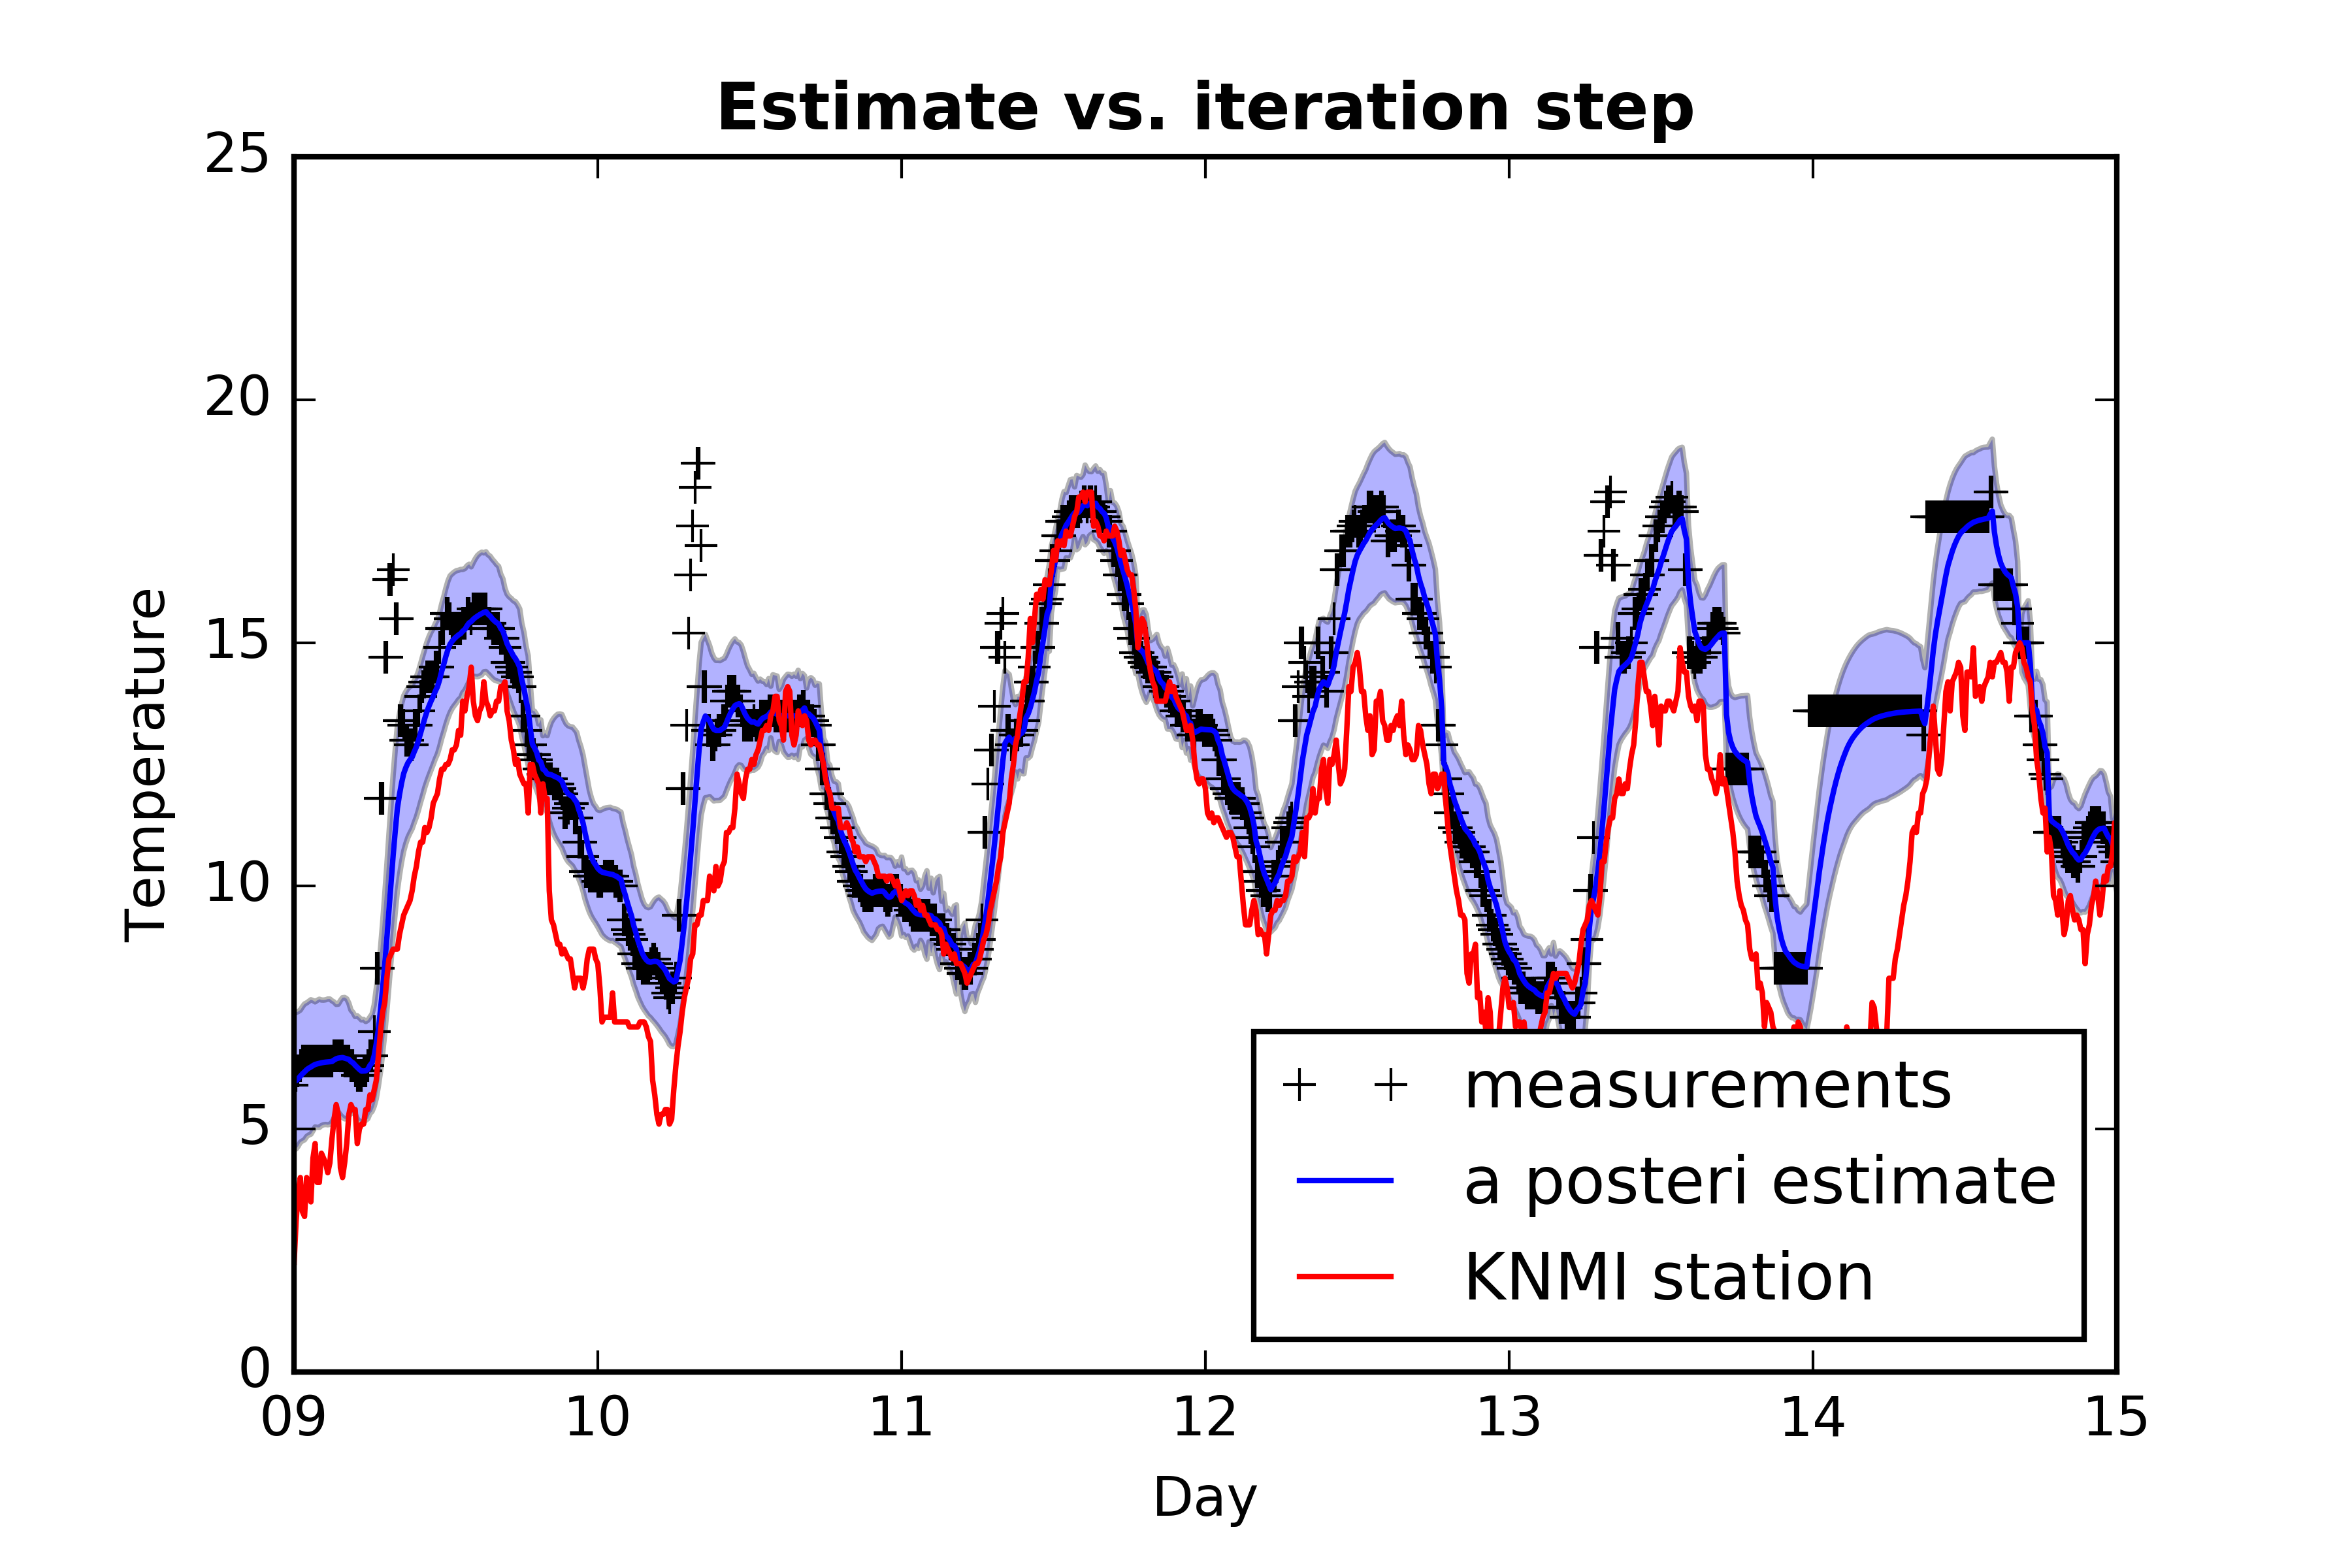 Estimate vs. iteration step
25
20
15
10
5
0
Temperature
09 10 11 12 13 14 15
Day
measurements
a posteri estimate
KNMI station